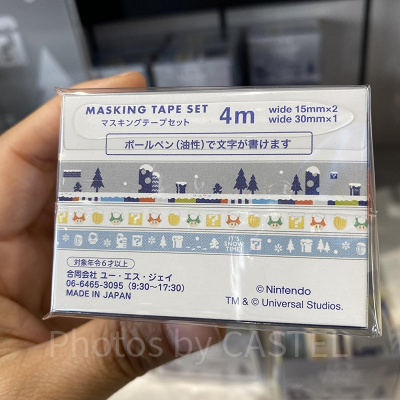 MASKING TAPE SET
マスキングテープセット
4m
wide 15mm×2
wide 30mm×1
ボールペン(油性)で文字が書けます
IT'S
SNOW
TIME!
対象年令6才以上
合同会社 ユー・エス・ジェイ
06-6465-3095 (9:30〜17:30)
MADE IN JAPAN
© Nintendo
TM & © Universal Studios.
Photos by CASTEL